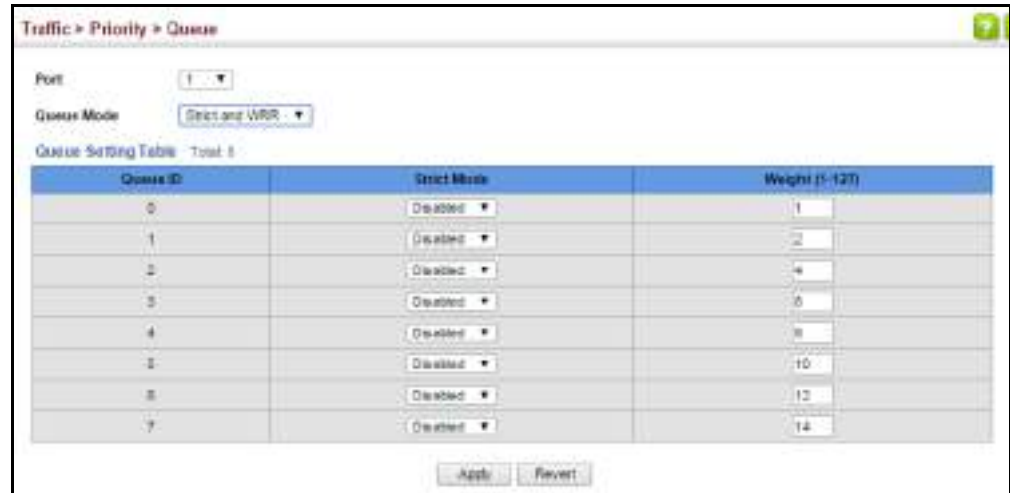 Traffic > Priority > Queue
?
Port 1
Queue Mode Strict and WRR
Queue Setting Table Total: 8
Queue ID Strict Mode Weight (1-127)
0 Disabled 1
1 Disabled 2
2 Disabled 4
3 Disabled 6
4 Disabled 8
5 Disabled 10
6 Disabled 12
7 Disabled 14
Apply Revert